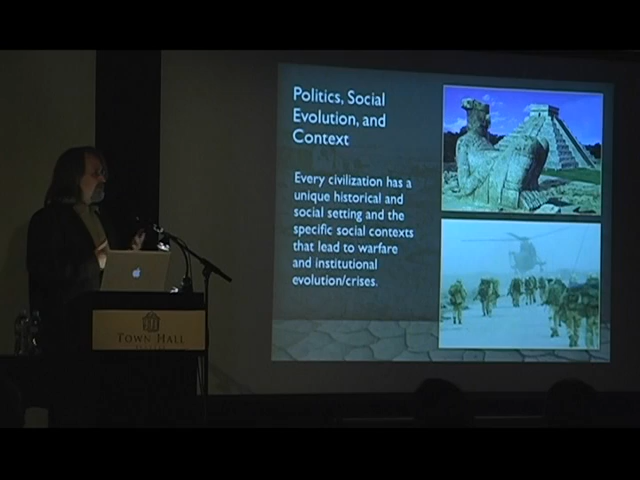 Politics, Social
Evolution, and
Context
Every civilization has a
unique historical and
social setting and the
specific social contexts
that lead to warfare
and institutional
evolution/crises.
TOWN HALL